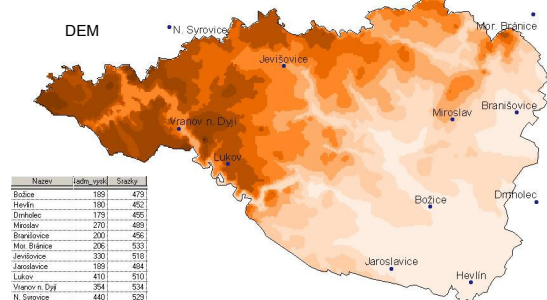 DEM
N. Syrovice
Mor. Bránice
Jevišovice
Branišovice
Miroslav
Vranov n. Dyjí
Lukov
Božice
Drnholec
Jaroslavice
Hevlín
Nazev Nadm_vysk Srazky
Božice 189 479
Hevlín 180 452
Drnholec 179 455
Miroslav 270 489
Branišovice 200 456
Mor. Bránice 206 533
Jevišovice 330 518
Jaroslavice 189 484
Lukov 410 510
Vranov n. Dyjí 354 534
N. Syrovice 440 529